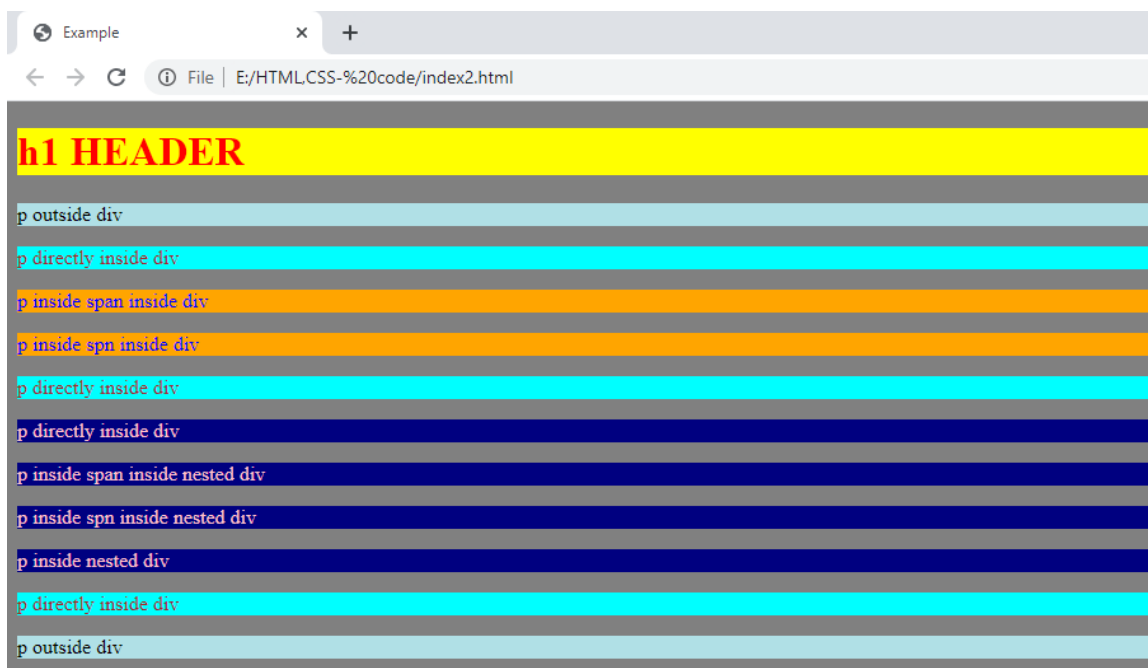 Example
File | E:/HTML,CSS-%20code/index2.html
h1 HEADER
p outside div
p directly inside div
p inside span inside div
p inside spn inside div
p directly inside div
p directly inside div
p inside span inside nested div
p inside spn inside nested div
p inside nested div
p directly inside div
p outside div